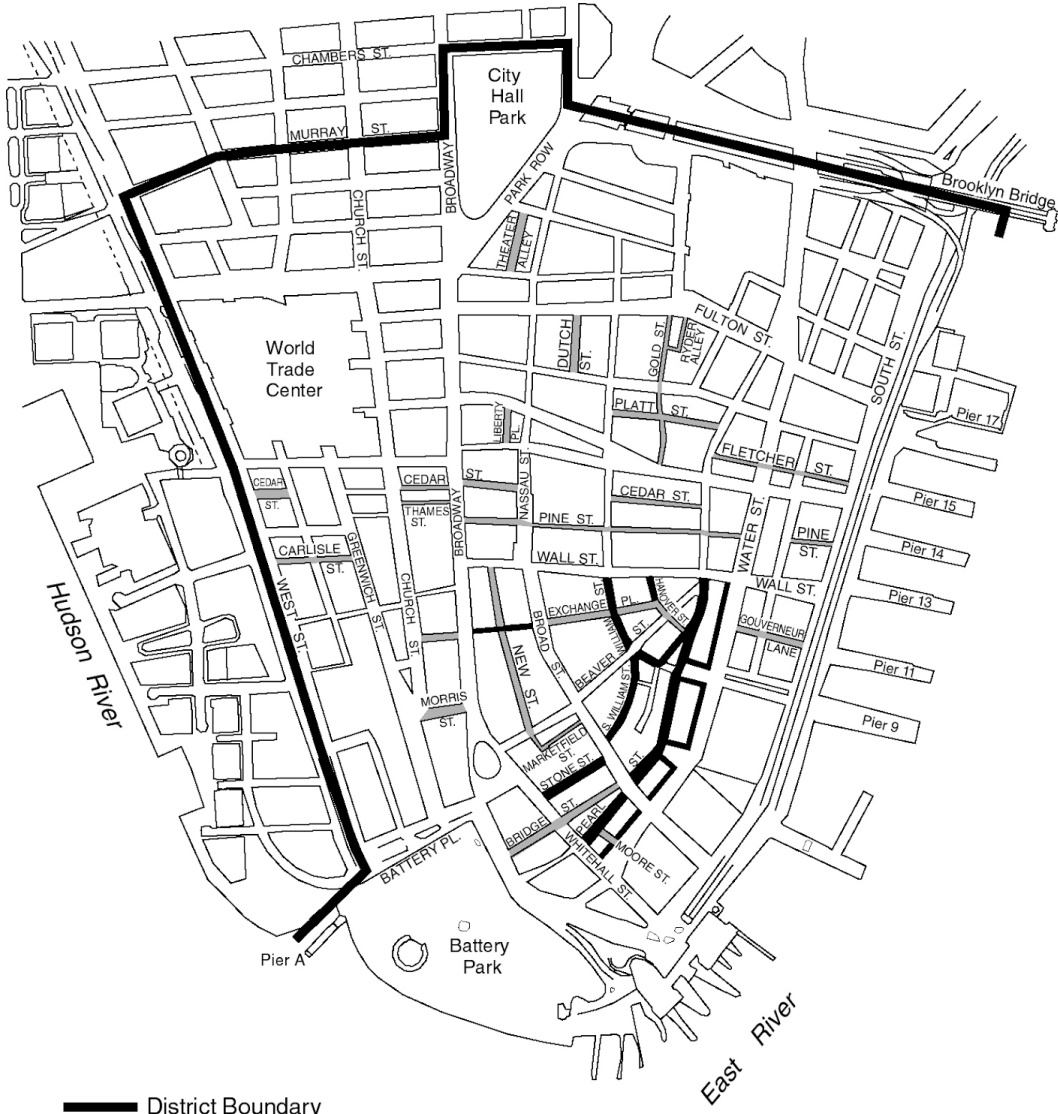 CHAMBERS ST.
City
Hall
Park
MURRAY ST.
BROADWAY
PARK ROW
Brooklyn Bridge
CHURCH ST.
THEATER
ALLEY
FULTON ST.
SOUTH ST.
World
Trade
Center
DUTCH
ST.
GOLD ST.
RYDER
ALLEY
PLATT ST.
LIBERTY
PL.
Pier 17
FLETCHER ST.
NASSAU ST.
CEDAR
ST.
CEDAR ST.
CEDAR ST.
THAMES
ST.
BROADWAY
PINE ST.
WATER ST.
PINE
ST.
Pier 15
Pier 14
CARLISLE
ST.
GREENWICH ST.
WALL ST.
WALL ST.
Pier 13
Hudson River
WEST ST.
CHURCH ST.
EXCHANGE PL.
HANOVER ST.
WILLIAM ST.
GOUVERNEUR
LANE
BROAD ST.
NEW ST.
BEAVER ST.
Pier 11
MORRIS
ST.
S. WILLIAM ST.
Pier 9
MARKETFIELD
ST.
STONE ST.
BRIDGE ST.
PEARL ST.
MOORE ST.
WHITEHALL ST.
BATTERY PL.
Pier A
Battery
Park
East River
District Boundary